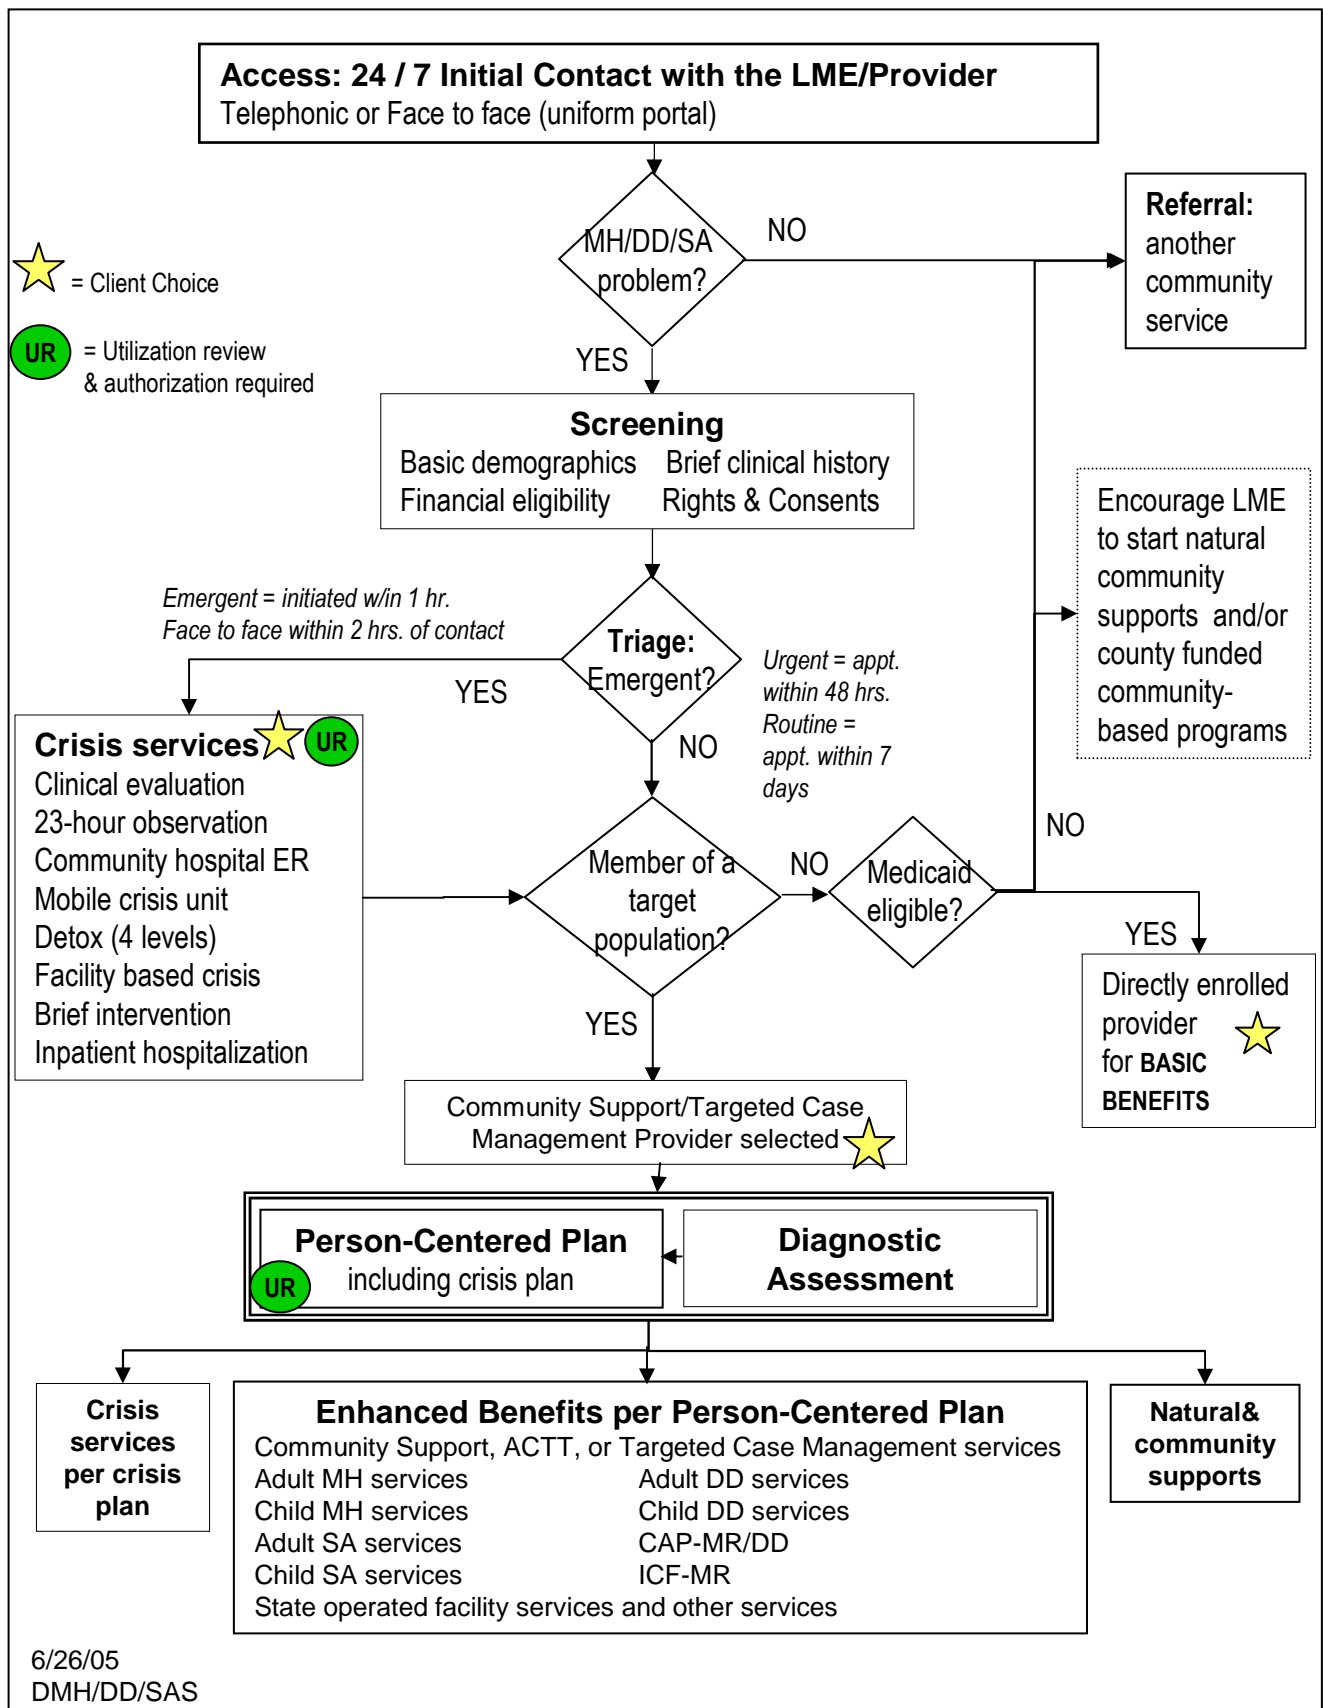 Access: 24 / 7 Initial Contact with the LME/Provider
Telephonic or Face to face (uniform portal)
MH/DD/SA
problem?
NO
YES
Referral:
another
community
service
= Client Choice
UR
= Utilization review
& authorization required
Screening
Basic demographics Brief clinical history
Financial eligibility Rights & Consents
Encourage LME
to start natural
community
supports and/or
county funded
community-
based programs
Emergent = initiated w/in 1 hr.
Face to face within 2 hrs. of contact
Triage:
Emergent?
YES
NO
Urgent = appt.
within 48 hrs.
Routine =
appt. within 7
days
Crisis services
UR
Clinical evaluation
23-hour observation
Community hospital ER
Mobile crisis unit
Detox (4 levels)
Facility based crisis
Brief intervention
Inpatient hospitalization
Member of a
target
population?
NO
YES
Medicaid
eligible?
NO
YES
Directly enrolled
provider
for BASIC
BENEFITS
Community Support/Targeted Case
Management Provider selected
Person-Centered Plan
including crisis plan
UR
Diagnostic
Assessment
Crisis
services
per crisis
plan
Enhanced Benefits per Person-Centered Plan
Community Support, ACTT, or Targeted Case Management services
Adult MH services Adult DD services
Child MH services Child DD services
Adult SA services CAP-MR/DD
Child SA services ICF-MR
State operated facility services and other services
Natural&
community
supports
6/26/05
DMH/DD/SAS